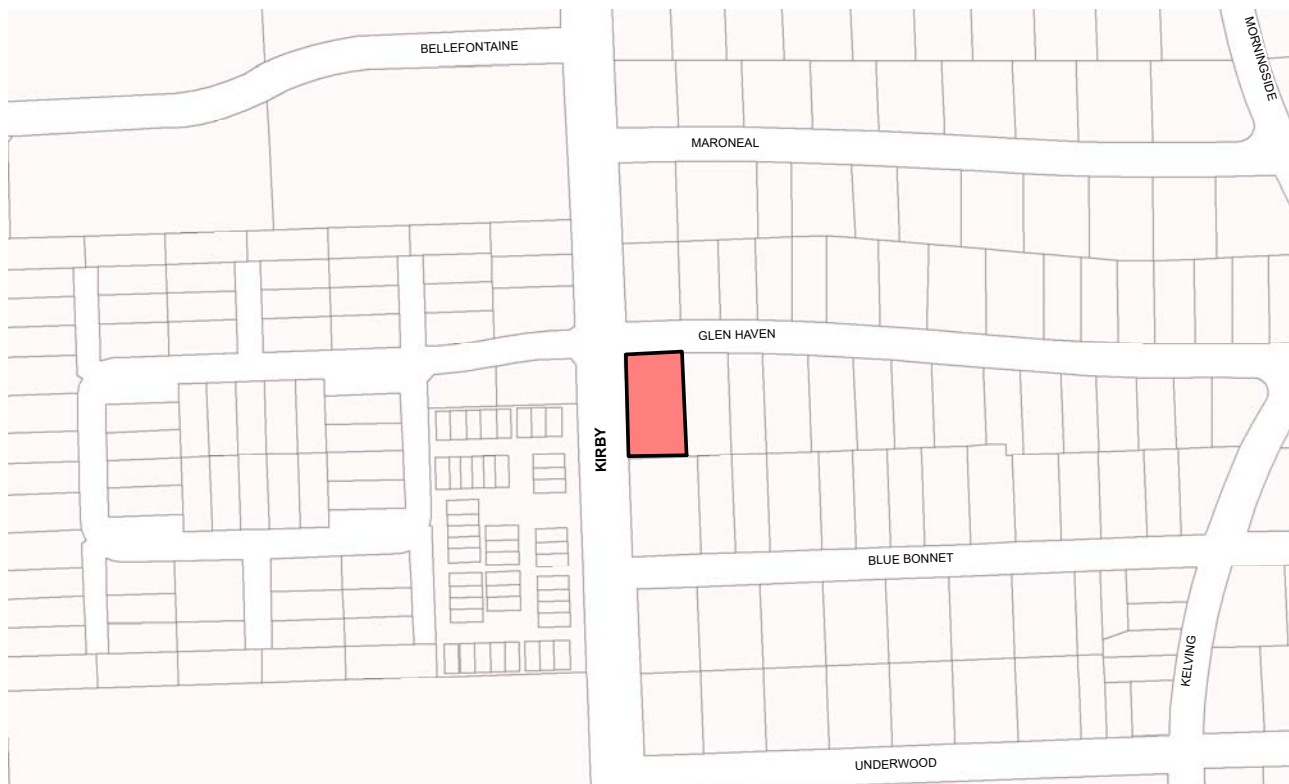 BELLEFONTAINE
MORNINGSIDE
MARONEAL
GLEN HAVEN
KIRBY
BLUE BONNET
KELVING
UNDERWOOD